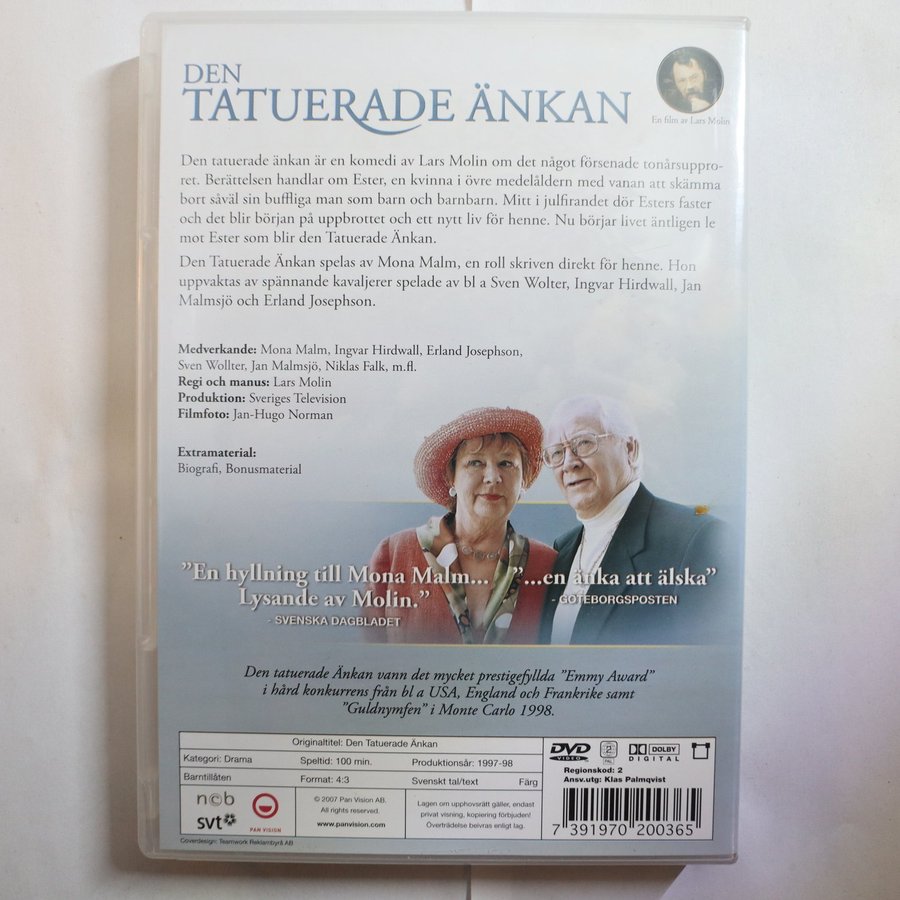 DEN
TATUERADE ÄNKAN
En film av Lars Molin
Den tatuerade änkan är en komedi av Lars Molin om det något försenade tonårsuppro-
ret. Berättelsen handlar om Ester, en kvinna i övre medelåldern med vanan att skämma
bort såväl sin buffliga man som barn och barnbarn. Mitt i julfirandet dör Esters faster
och det blir början på uppbrottet och ett nytt liv för henne. Nu börjar livet äntligen le
mot Ester som blir den Tatuerade Änkan.
Den Tatuerade Änkan spelas av Mona Malm, en roll skriven direkt för henne. Hon
uppvaktas av spännande kavaljerer spelade av bl a Sven Wolter, Ingvar Hirdwall, Jan
Malmsjö och Erland Josephson.
Medverkande: Mona Malm, Ingvar Hirdwall, Erland Josephson,
Sven Wollter, Jan Malmsjö, Niklas Falk, m.fl.
Regi och manus: Lars Molin
Produktion: Sveriges Television
Filmfoto: Jan-Hugo Norman
Extramaterial:
Biografi, Bonusmaterial
"En hyllning till Mona Malm...
Lysande av Molin."
- SVENSKA DAGBLADET
"...en änka att älska"
- GÖTEBORGSPOSTEN
Den tatuerade Änkan vann det mycket prestigefyllda "Emmy Award"
i hård konkurrens från bl a USA, England och Frankrike samt
"Guldnymfen" i Monte Carlo 1998.
Originaltitel: Den Tatuerade Änkan
Kategori: Drama
Speltid: 100 min.
Produktionsår: 1997-98
Barntillåten
Format: 4:3
Svenskt tal/text
Färg
ncb
svt
PAN VISION
© 2007 Pan Vision AB.
All rights reserved.
www.panvision.com
Lagen om upphovsrätt gäller, endast
privat visning, kopiering förbjuden!
Överträdelse beivras enligt lag.
DVD
VIDEO
2
PAL
DOLBY
DIGITAL
Regionskod: 2
Ansv.utg: Klas Palmqvist
7 391970 200365
Coverdesign: Teamwork Reklambyrå AB